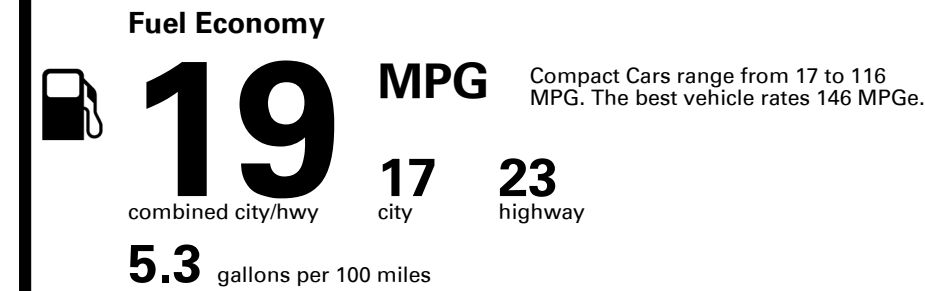 Fuel Economy
19 MPG
Compact Cars range from 17 to 116
MPG. The best vehicle rates 146 MPGe.
17 23
combined city/hwy city highway
5.3 gallons per 100 miles